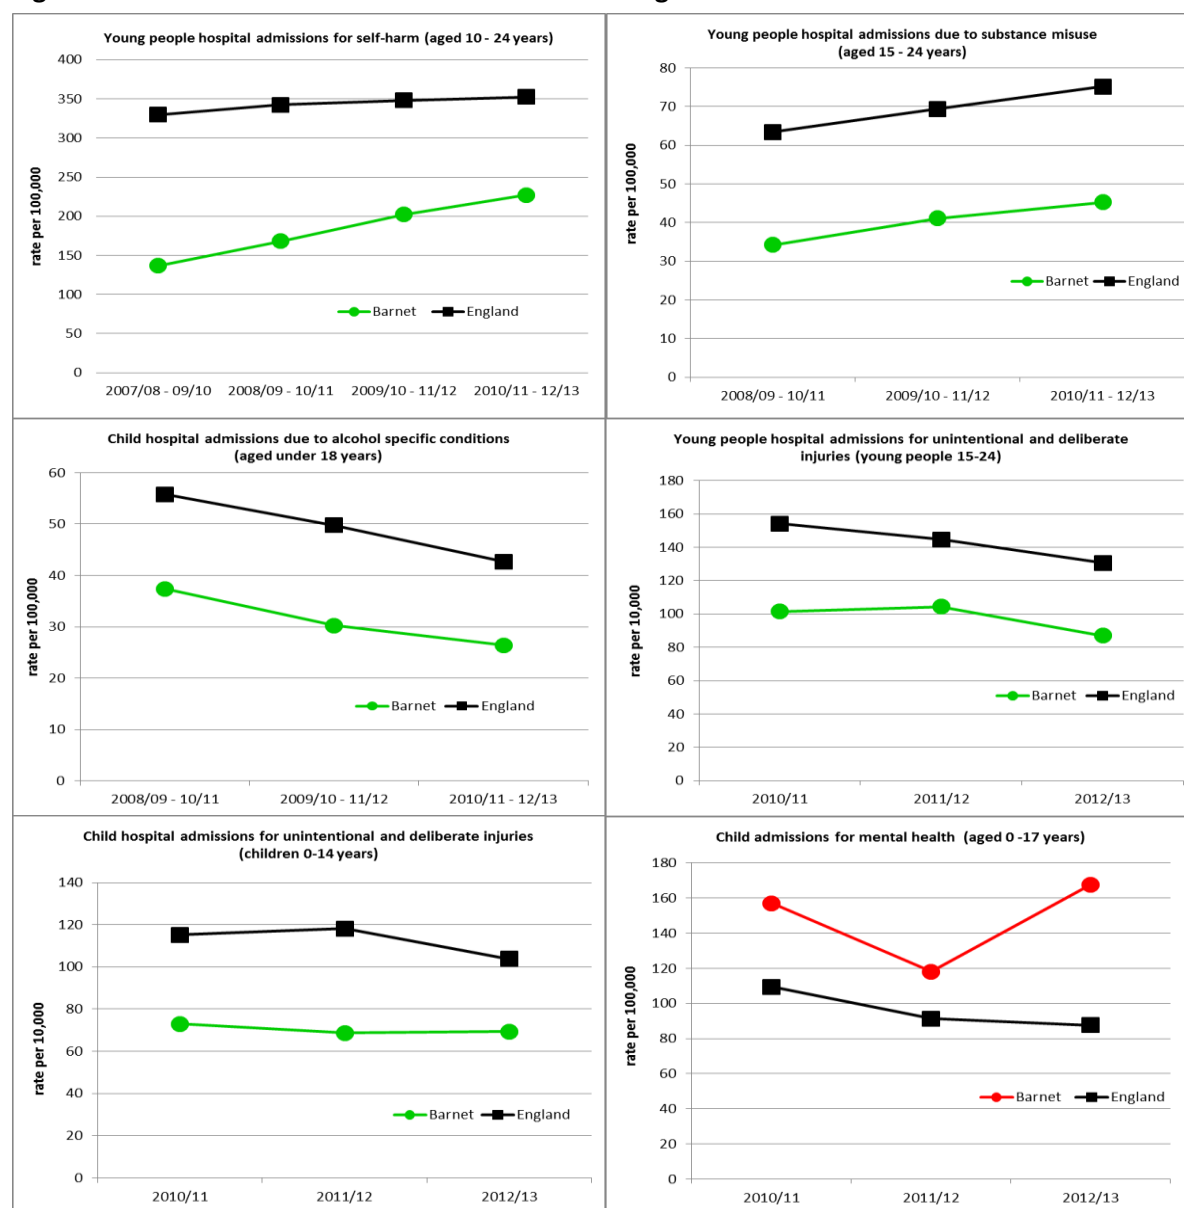 Young people hospital admissions for self-harm (aged 10 - 24 years)
400
350
300
250
200
150
100
50
0
rate per 100,000
Barnet England
2007/08 - 09/10 2008/09 - 10/11 2009/10 - 11/12 2010/11 - 12/13
Young people hospital admissions due to substance misuse
(aged 15 - 24 years)
80
70
60
50
40
30
20
10
0
rate per 100,000
Barnet England
2008/09 - 10/11 2009/10 - 11/12 2010/11 - 12/13
Child hospital admissions due to alcohol specific conditions
(aged under 18 years)
60
50
40
30
20
10
0
rate per 100,000
Barnet England
2008/09 - 10/11 2009/10 - 11/12 2010/11 - 12/13
Young people hospital admissions for unintentional and deliberate
injuries (young people 15-24)
180
160
140
120
100
80
60
40
20
0
rate per 10,000
Barnet England
2010/11 2011/12 2012/13
Child hospital admissions for unintentional and deliberate injuries
(children 0-14 years)
140
120
100
80
60
40
20
0
rate per 10,000
Barnet England
2010/11 2011/12 2012/13
Child admissions for mental health (aged 0 -17 years)
180
160
140
120
100
80
60
40
20
0
rate per 100,000
Barnet England
2010/11 2011/12 2012/13